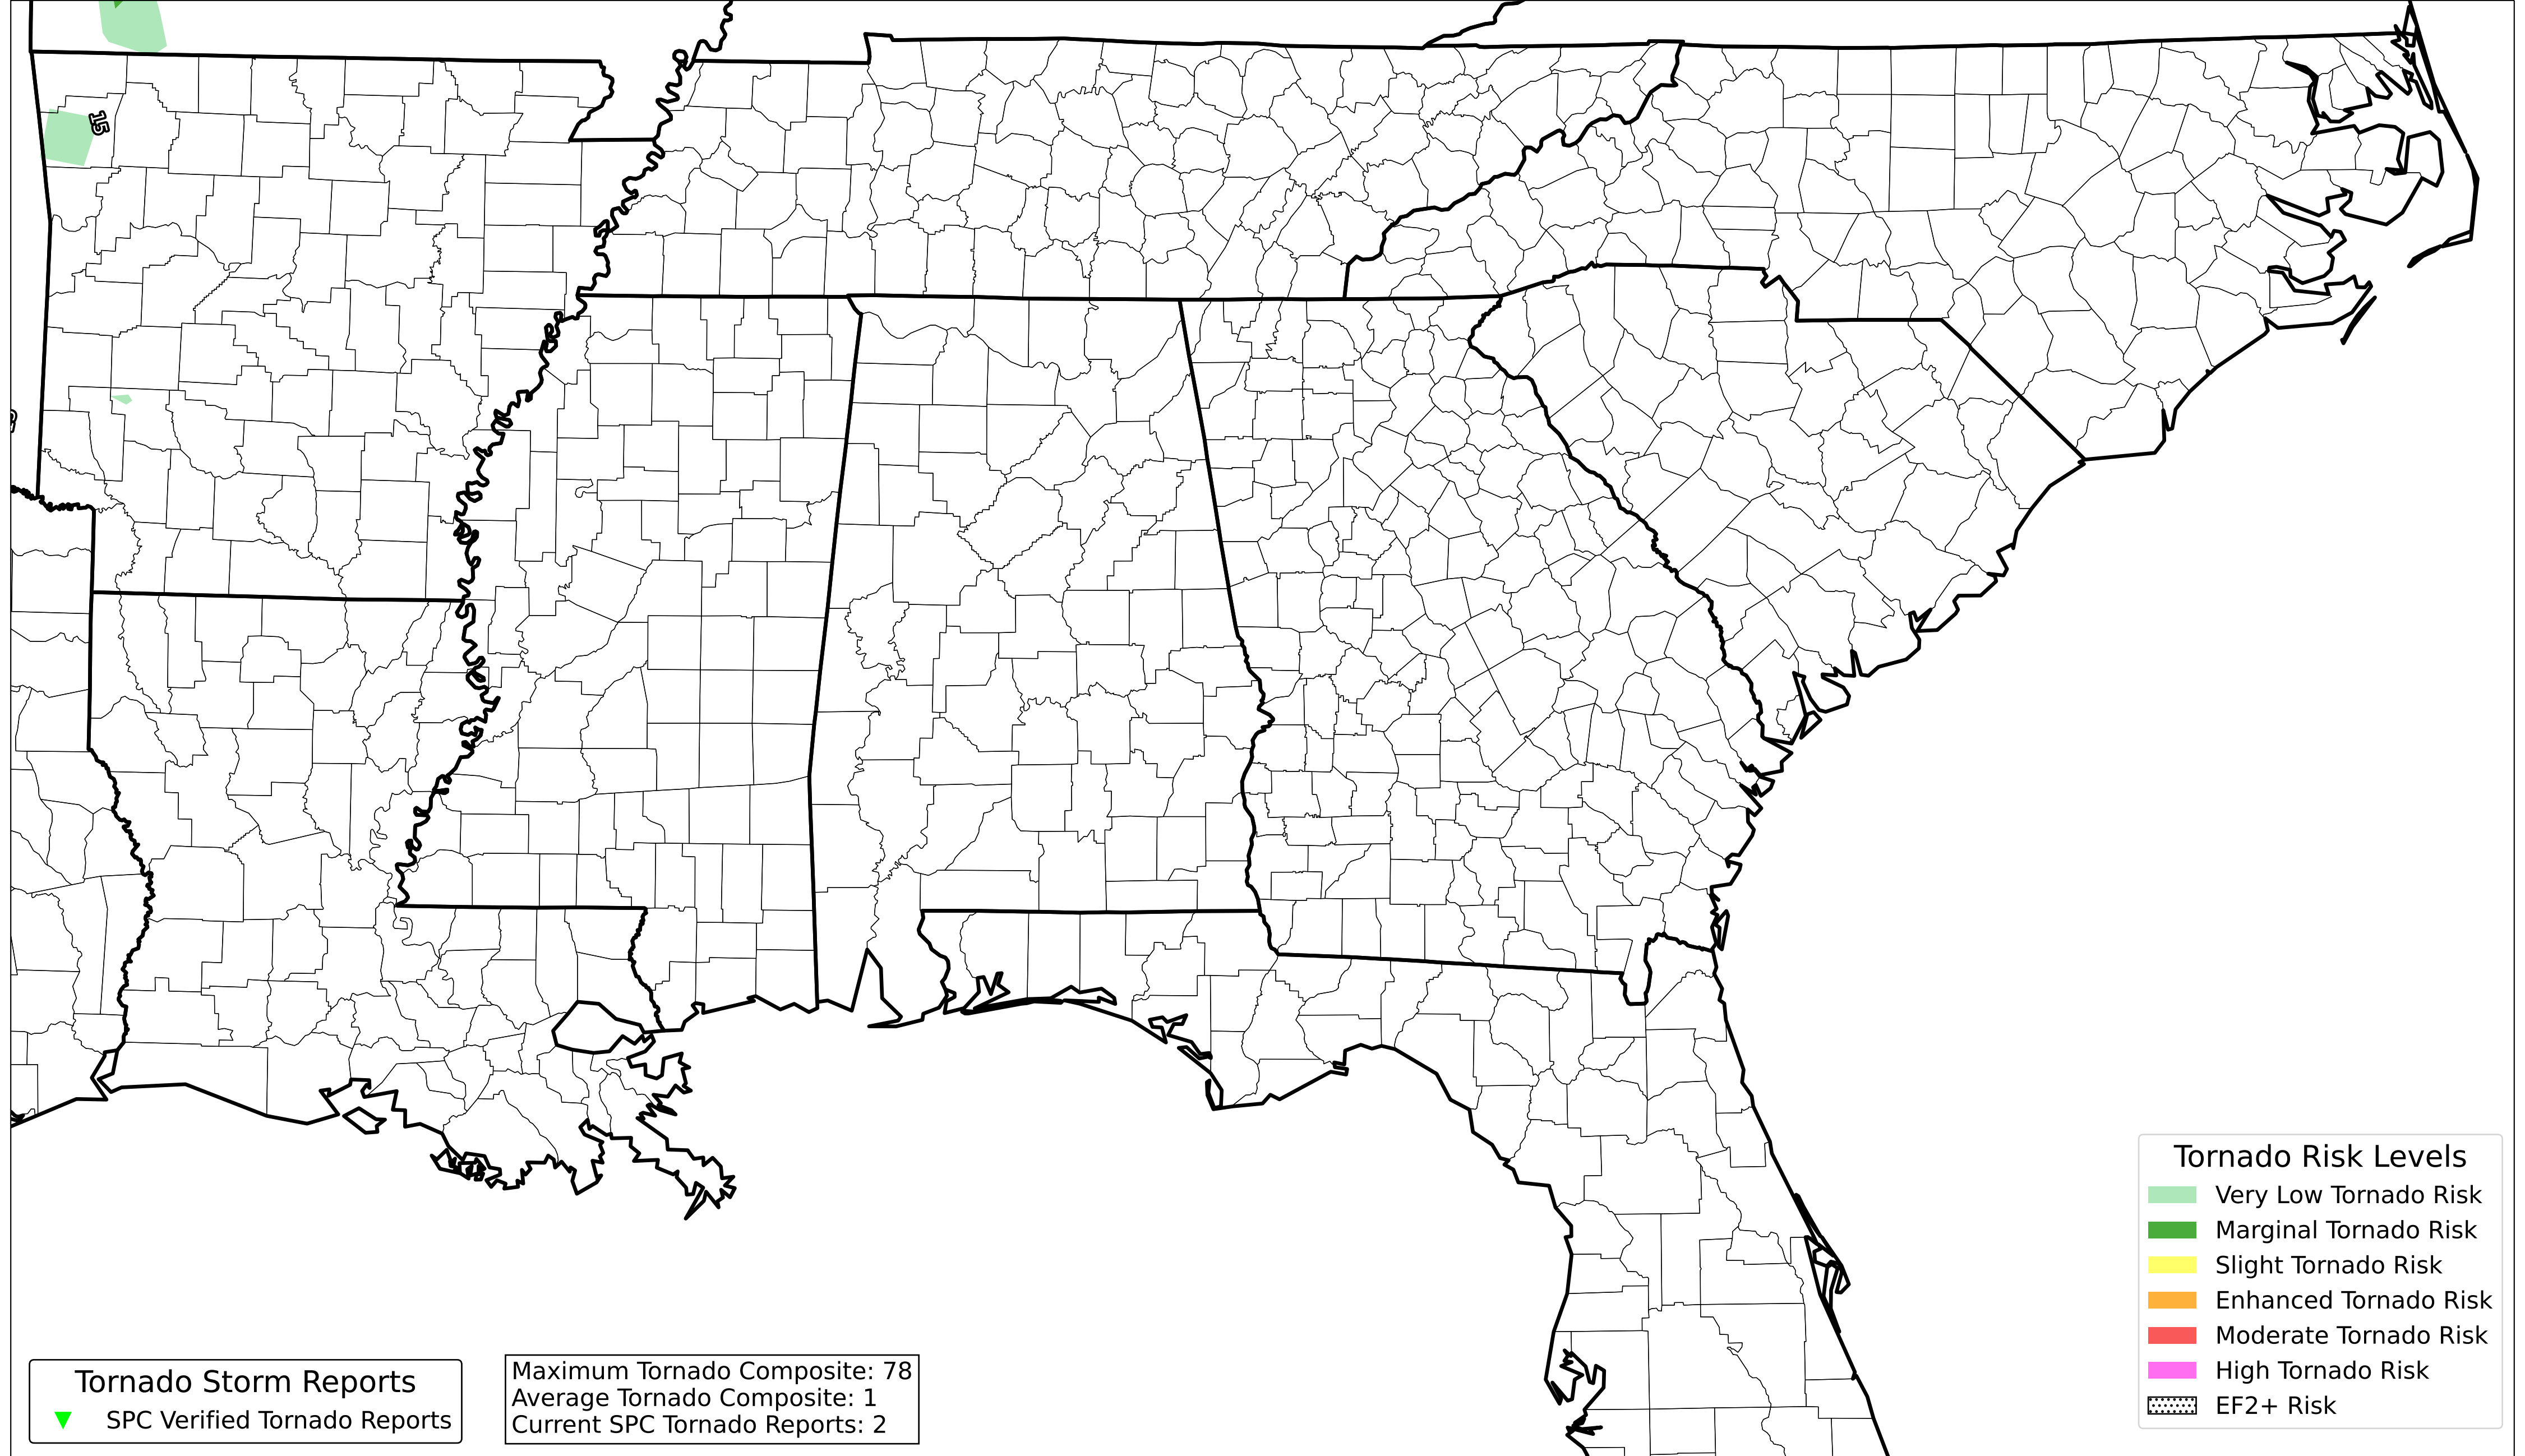 15
Tornado Risk Levels
Very Low Tornado Risk
Marginal Tornado Risk
Slight Tornado Risk
Enhanced Tornado Risk
Moderate Tornado Risk
High Tornado Risk
EF2+ Risk
Tornado Storm Reports
SPC Verified Tornado Reports
Maximum Tornado Composite: 78
Average Tornado Composite: 1
Current SPC Tornado Reports: 2